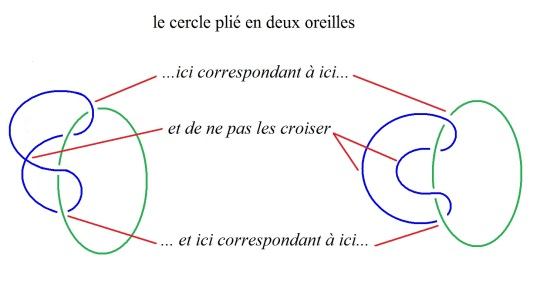 le cercle plié en deux oreilles
...ici correspondant à ici...
et de ne pas les croiser
... et ici correspondant à ici...